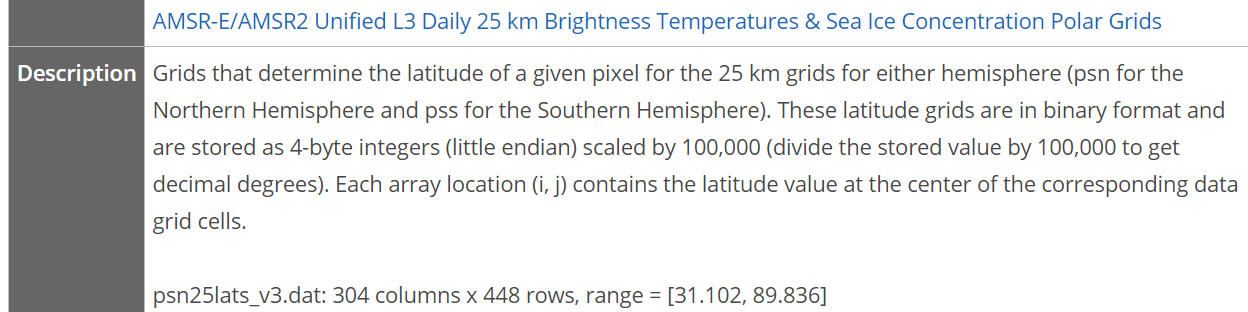 AMSR-E/AMSR2 Unified L3 Daily 25 km Brightness Temperatures & Sea Ice Concentration Polar Grids
Description
Grids that determine the latitude of a given pixel for the 25 km grids for either hemisphere (psn for the
Northern Hemisphere and pss for the Southern Hemisphere). These latitude grids are in binary format and
are stored as 4-byte integers (little endian) scaled by 100,000 (divide the stored value by 100,000 to get
decimal degrees). Each array location (i, j) contains the latitude value at the center of the corresponding data
grid cells.
psn25lats_v3.dat: 304 columns x 448 rows, range = [31.102, 89.836]